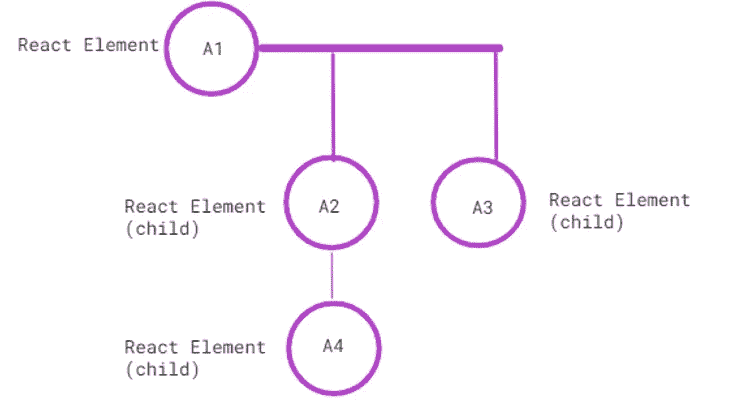 React Element
A1
React Element
(child)
A2
A3
React Element
(child)
React Element
(child)
A4